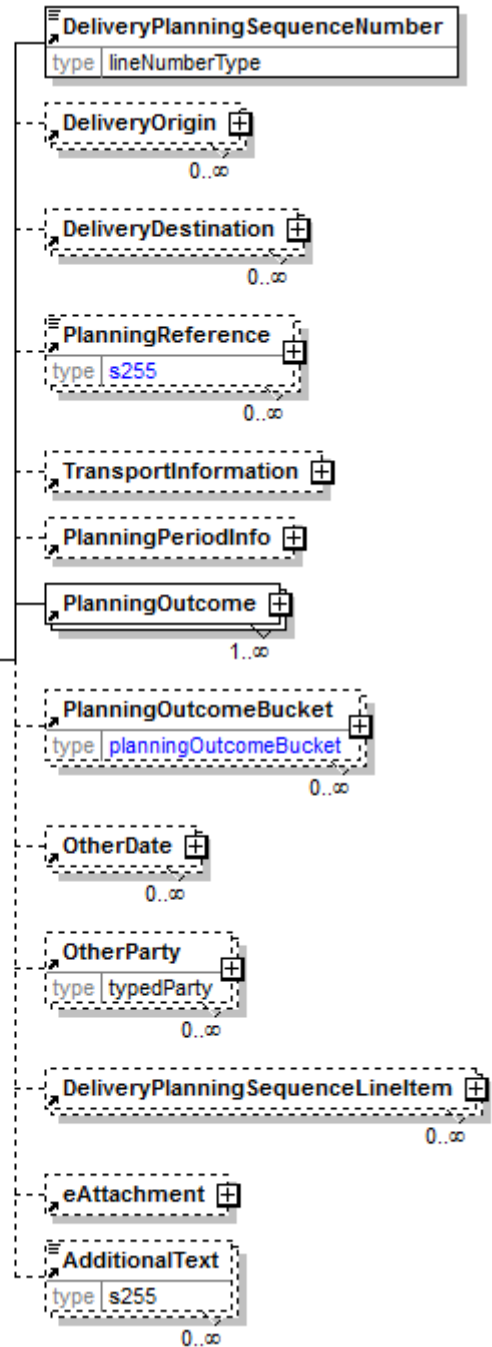 DeliveryPlanningSequenceNumber
type lineNumberType
DeliveryOrigin
0..∞
DeliveryDestination
0..∞
PlanningReference
type s255
0..∞
TransportInformation
PlanningPeriodInfo
PlanningOutcome
1..∞
PlanningOutcomeBucket
type planningOutcomeBucket
0..∞
OtherDate
0..∞
OtherParty
type typedParty
0..∞
DeliveryPlanningSequenceLineItem
0..∞
eAttachment
AdditionalText
type s255
0..∞